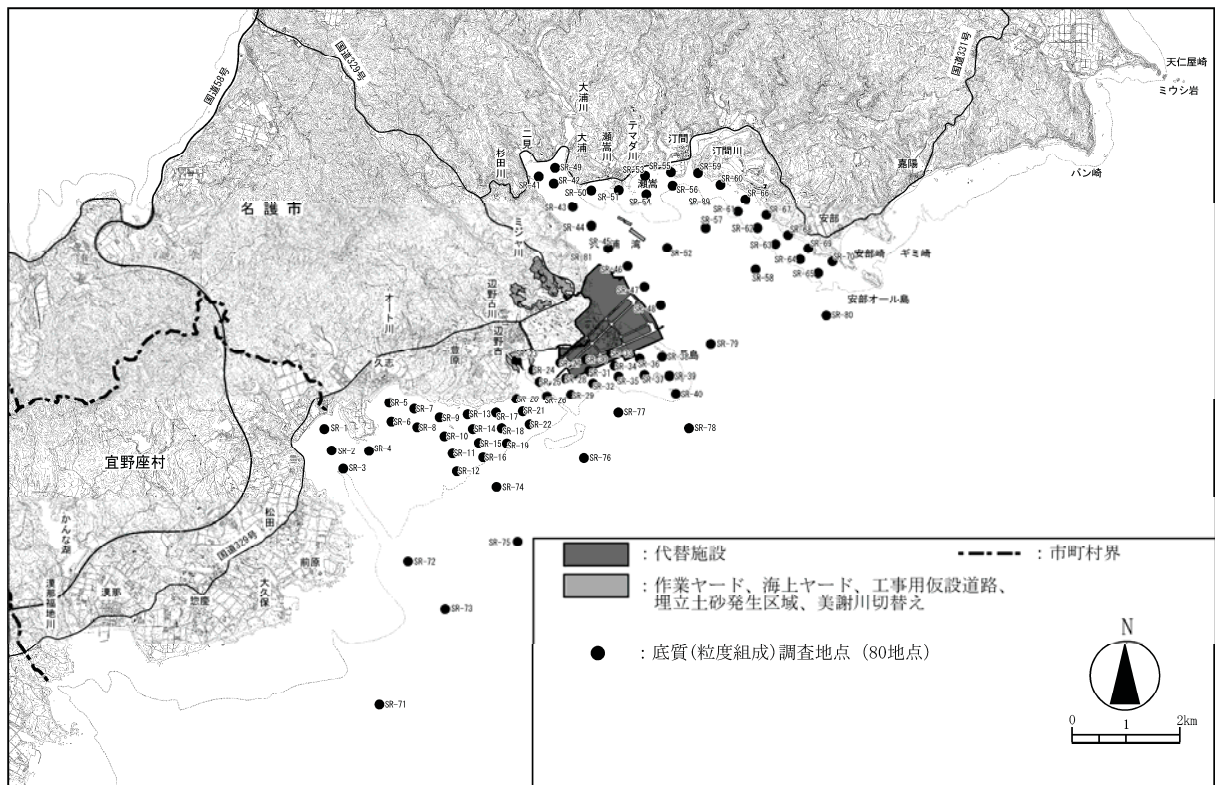 国道58号
国道329号
国道331号
天仁屋崎
ミウシ岩
バン崎
嘉陽
大浦川
二見
大浦
瀬嵩川
テマダ川
汀間
汀間川
杉田川
名護市
ミジャ川
瀬嵩
安部
安部崎
ギミ崎
安部オール島
辺野古川
辺野古
オート川
久志
豊原
宜野座村
かんな湖
松田
国道329号
前原
大久保
惣慶
漢那
漢那福地川
SR-49
SR-41
SR-42
SR-50
SR-51
SR-53
SR-55
SR-56
SR-59
SR-60
SR-66
SR-61
SR-67
SR-57
SR-62
SR-63
SR-69
SR-64
SR-70
SR-65
SR-58
SR-80
SR-43
SR-44
SR-52
SR-46
SR-47
SR-48
SR-79
SR-36
SR-34
SR-31
SR-35
SR-37
SR-39
SR-40
SR-32
SR-24
SR-28
SR-29
SR-77
SR-78
SR-76
SR-5
SR-7
SR-9
SR-13
SR-17
SR-21
SR-22
SR-6
SR-8
SR-10
SR-14
SR-18
SR-15
SR-19
SR-11
SR-16
SR-12
SR-1
SR-2
SR-4
SR-3
SR-74
SR-75
SR-72
SR-73
SR-71
：代替施設
：市町村界
：作業ヤード、海上ヤード、工事用仮設道路、
埋立土砂発生区域、美謝川切替え
：底質(粒度組成)調査地点 (80地点)
N
0 1 2km